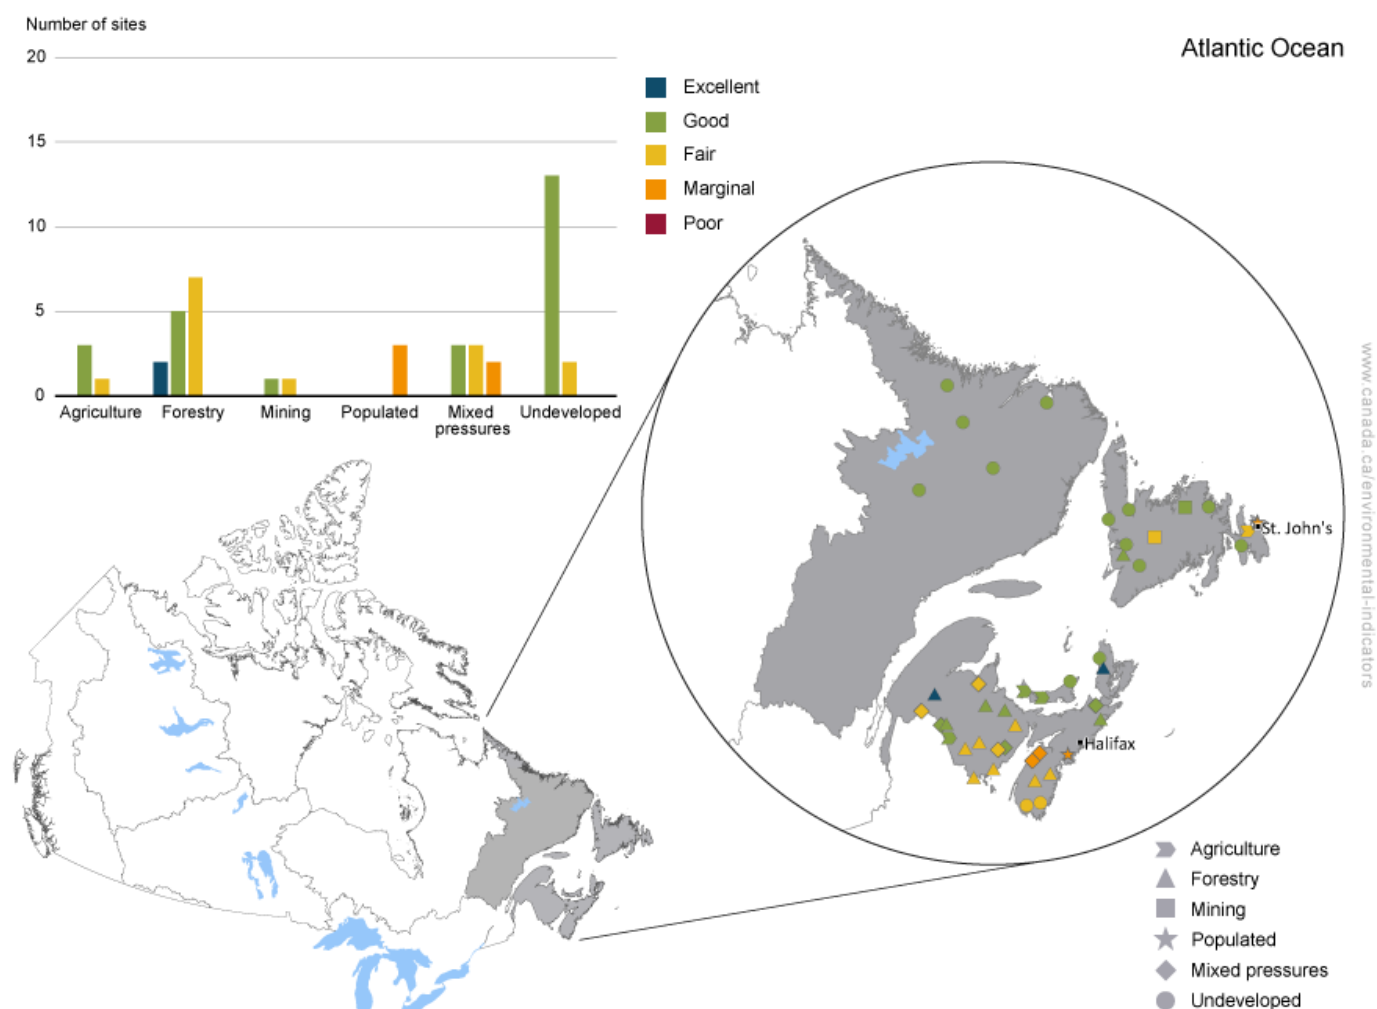 Number of sites
Atlantic Ocean
20
15
10
5
0
Agriculture
Forestry
Mining
Populated
Mixed
pressures
Undeveloped
Excellent
Good
Fair
Marginal
Poor
St. John's
Halifax
www.canada.ca/environmental-indicators
Agriculture
Forestry
Mining
Populated
Mixed pressures
Undeveloped